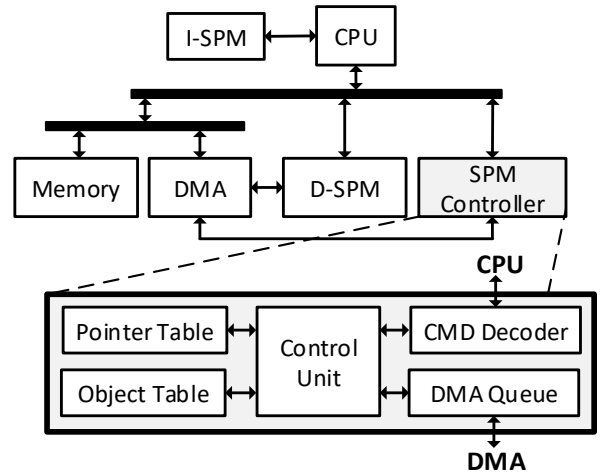 I-SPM
CPU
Memory
DMA
D-SPM
SPM
Controller
CPU
Pointer Table
Control
Unit
CMD Decoder
Object Table
DMA Queue
DMA